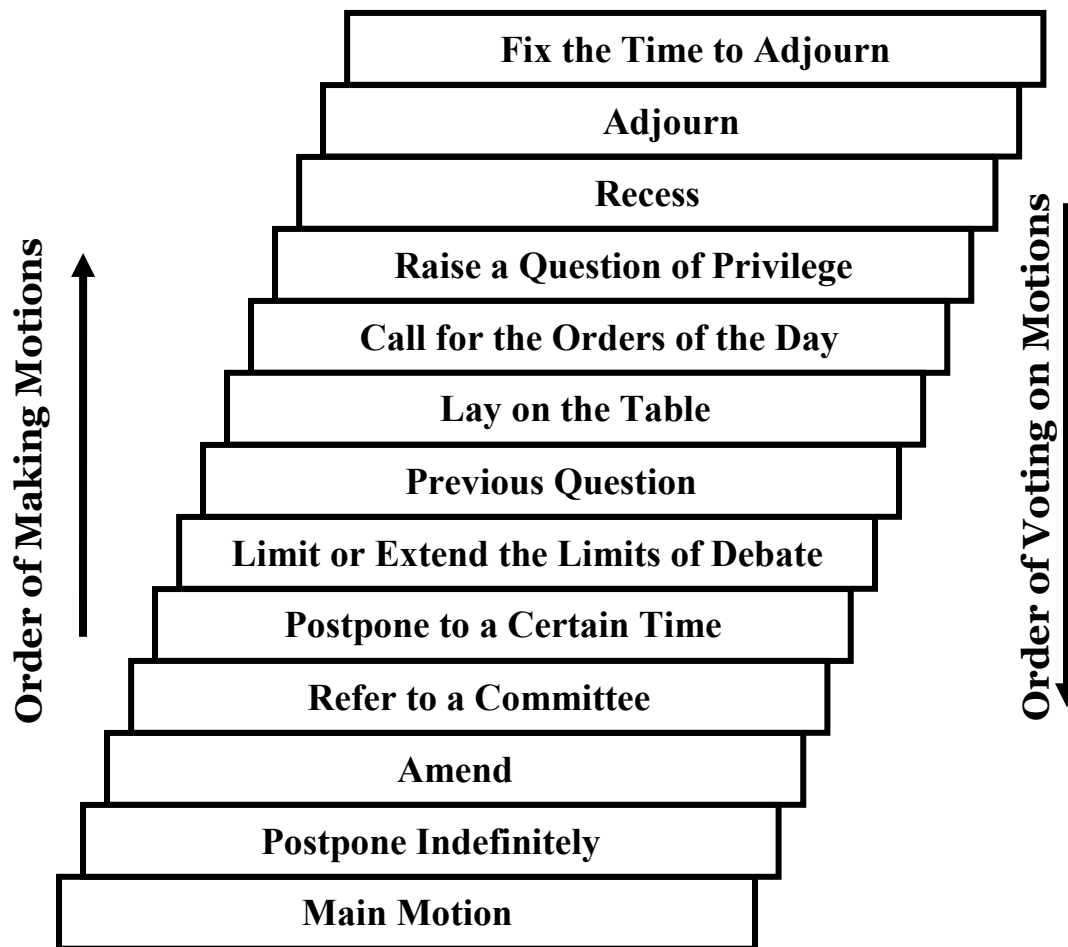 Fix the Time to Adjourn
Adjourn
Recess
Raise a Question of Privilege
Call for the Orders of the Day
Lay on the Table
Previous Question
Limit or Extend the Limits of Debate
Postpone to a Certain Time
Refer to a Committee
Amend
Postpone Indefinitely
Main Motion
Order of Making Motions
Order of Voting on Motions